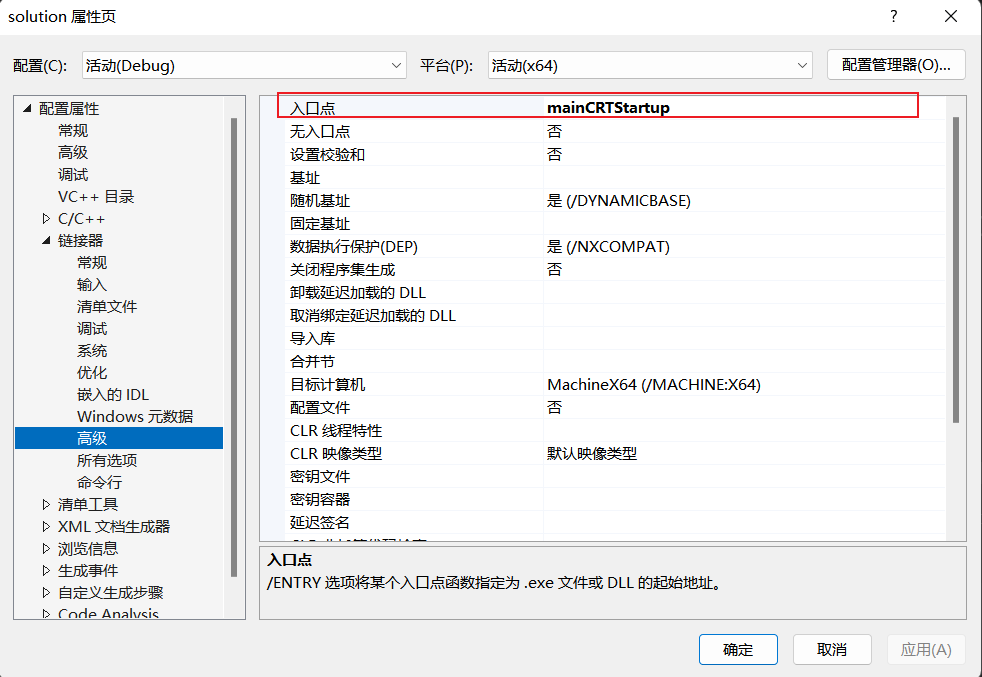 solution 属性页
配置(C):
活动(Debug)
平台(P):
活动(x64)
配置管理器(O)...
配置属性
常规
高级
调试
VC++ 目录
C/C++
链接器
常规
输入
清单文件
调试
系统
优化
嵌入的 IDL
Windows 元数据
高级
所有选项
命令行
清单工具
XML 文档生成器
浏览信息
生成事件
自定义生成步骤
Code Analysis
入口点 mainCRTStartup
无入口点 否
设置校验和 否
基址
随机基址 是 (/DYNAMICBASE)
固定基址
数据执行保护(DEP) 是 (/NXCOMPAT)
关闭程序集生成 否
卸载延迟加载的 DLL
取消绑定延迟加载的 DLL
导入库
合并节
目标计算机 MachineX64 (/MACHINE:X64)
配置文件 否
CLR 线程特性
CLR 映像类型 默认映像类型
密钥文件
密钥容器
延迟签名
入口点
/ENTRY 选项将某个入口点函数指定为 .exe 文件或 DLL 的起始地址。
确定
取消
应用(A)